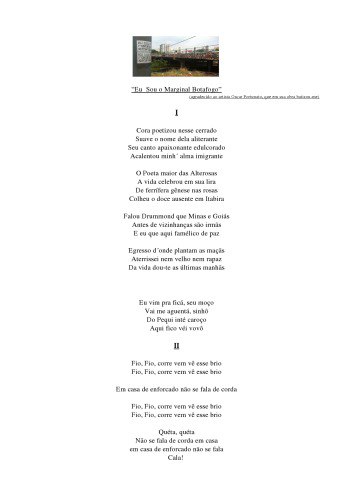 "Eu Sou o Marginal Botafogo"
(agradecido ao artista Oscar Fortunato, que em sua obra batizou-me)
I
Cora poetizou nesse cerrado
Suave o nome dela aliterante
Seu canto apaixonante edulcorado
Acalentou minh´ alma imigrante
O Poeta maior das Alterosas
A vida celebrou em sua lira
De ferrífera gênese nas rosas
Colheu o doce ausente em Itabira
Falou Drummond que Minas e Goiás
Antes de vizinhanças são irmãs
E eu que aqui famélico de paz
Egresso d´onde plantam as maçãs
Aterrissei nem velho nem rapaz
Da vida dou-te as últimas manhãs
Eu vim pra ficá, seu moço
Vai me aguentá, sinhô
Do Pequi inté caroço
Aqui fico véi vovô
II
Fio, Fio, corre vem vê esse brio
Fio, Fio, corre vem vê esse brio
Em casa de enforcado não se fala de corda
Fio, Fio, corre vem vê esse brio
Fio, Fio, corre vem vê esse brio
Quéta, quéta
Não se fala de corda em casa
em casa de enforcado não se fala
Cala!